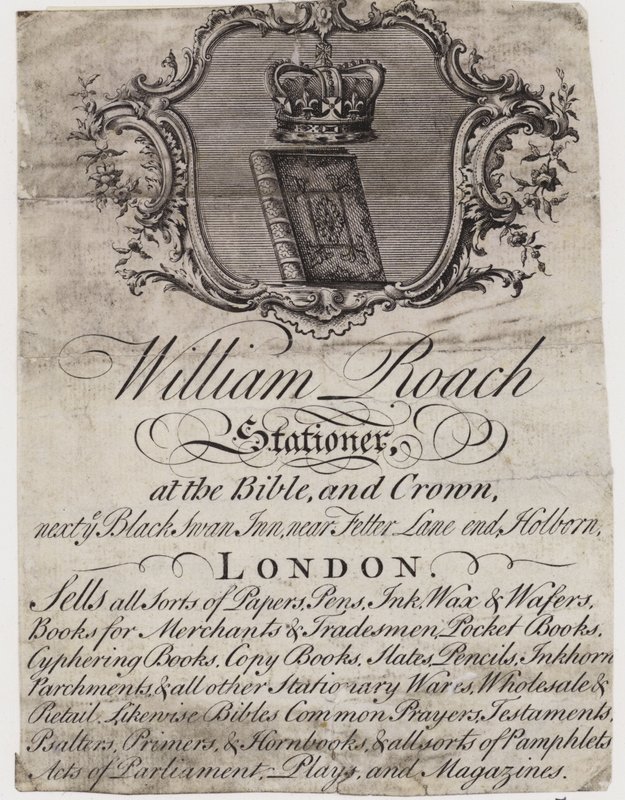 William Roach
Stationer,
at the Bible, and Crown,
next yᵉ Black Swan Inn, near Fetter Lane end, Holborn,
LONDON.
Sells all Sorts of Papers, Pens, Ink, Wax & Wafers,
Books for Merchants & Tradesmen, Pocket Books,
Cyphering Books, Copy Books, Slates, Pencils, Inkhorn
Parchments, & all other Stationary Wares, Wholesale &
Retail, Likewise Bibles Common Prayers, Testaments,
Psalters, Primers, & Hornbooks, & all sorts of Pamphlets
Acts of Parliament, Plays, and Magazines.